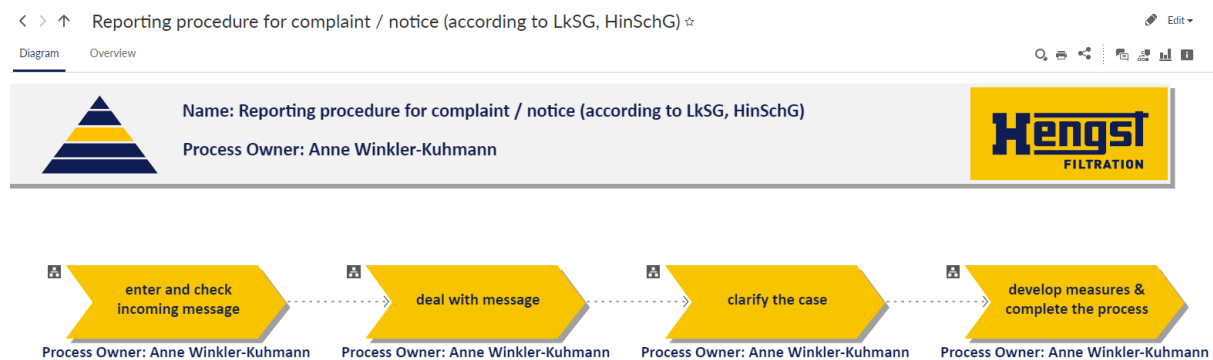 Reporting procedure for complaint / notice (according to LkSG, HinSchG)
Edit
Diagram Overview
Name: Reporting procedure for complaint / notice (according to LkSG, HinSchG)
Process Owner: Anne Winkler-Kuhmann
Hengst
FILTRATION
enter and check
incoming message
deal with message
clarify the case
develop measures &
complete the process
Process Owner: Anne Winkler-Kuhmann
Process Owner: Anne Winkler-Kuhmann
Process Owner: Anne Winkler-Kuhmann
Process Owner: Anne Winkler-Kuhmann